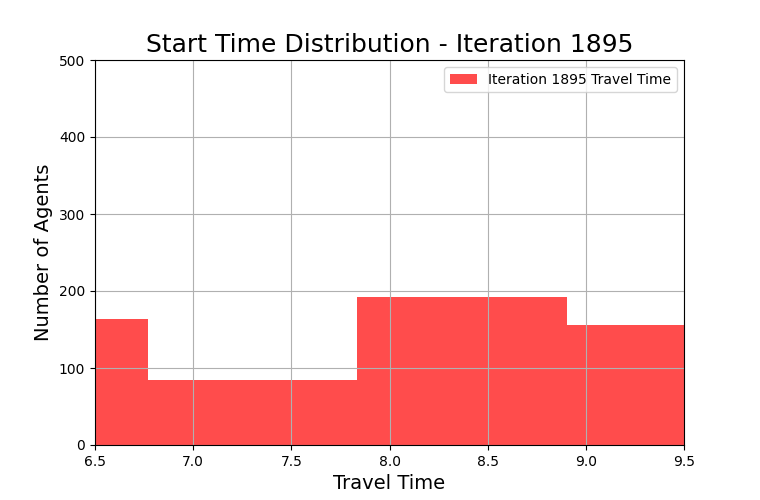 Start Time Distribution - Iteration 1895
Iteration 1895 Travel Time
Number of Agents
500
400
300
200
100
0
6.5 7.0 7.5 8.0 8.5 9.0 9.5
Travel Time